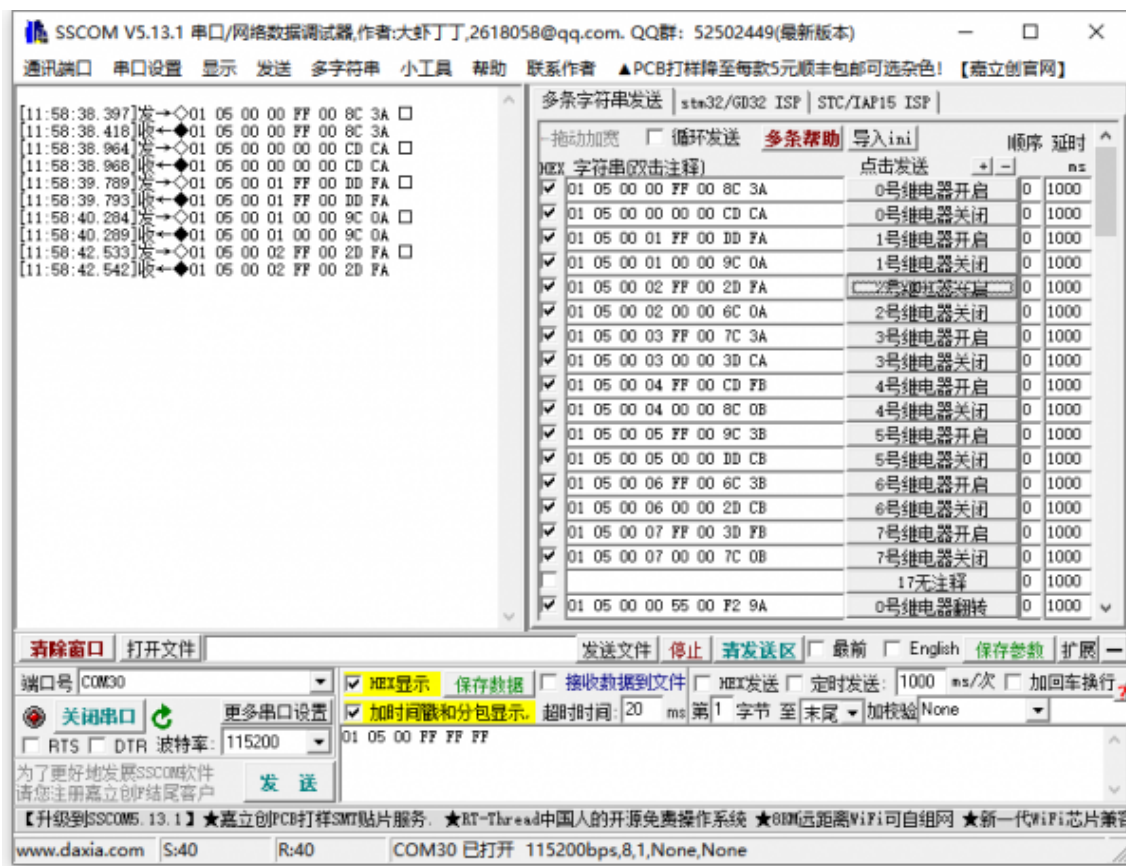 SSCOM V5.13.1 串口/网络数据调试器,作者:大虾丁丁,2618058@qq.com. QQ群: 52502449(最新版本)
通讯端口 串口设置 显示 发送 多字符串 小工具 帮助 联系作者 ▲PCB打样降至每款5元顺丰包邮可选杂色! 【嘉立创官网】
[11:58:38.397]发→◇01 05 00 00 FF 00 8C 3A □
[11:58:38.418]收←◆01 05 00 00 FF 00 8C 3A
[11:58:38.964]发→◇01 05 00 00 00 00 CD CA □
[11:58:38.968]收←◆01 05 00 00 00 00 CD CA
[11:58:39.789]发→◇01 05 00 01 FF 00 DD FA □
[11:58:39.793]收←◆01 05 00 01 FF 00 DD FA
[11:58:40.284]发→◇01 05 00 01 00 00 9C 0A □
[11:58:40.289]收←◆01 05 00 01 00 00 9C 0A
[11:58:42.533]发→◇01 05 00 02 FF 00 2D FA □
[11:58:42.542]收←◆01 05 00 02 FF 00 2D FA
多条字符串发送 stm32/GD32 ISP STC/IAP15 ISP
拖动加宽 循环发送 多条帮助 导入ini 顺序 延时
HEX 字符串(双击注释) 点击发送 + - ms
01 05 00 00 FF 00 8C 3A 0号继电器开启 0 1000
01 05 00 00 00 00 CD CA 0号继电器关闭 0 1000
01 05 00 01 FF 00 DD FA 1号继电器开启 0 1000
01 05 00 01 00 00 9C 0A 1号继电器关闭 0 1000
01 05 00 02 FF 00 2D FA 2号继电器开启 0 1000
01 05 00 02 00 00 6C 0A 2号继电器关闭 0 1000
01 05 00 03 FF 00 7C 3A 3号继电器开启 0 1000
01 05 00 03 00 00 3D CA 3号继电器关闭 0 1000
01 05 00 04 FF 00 CD FB 4号继电器开启 0 1000
01 05 00 04 00 00 8C 0B 4号继电器关闭 0 1000
01 05 00 05 FF 00 9C 3B 5号继电器开启 0 1000
01 05 00 05 00 00 DD CB 5号继电器关闭 0 1000
01 05 00 06 FF 00 6C 3B 6号继电器开启 0 1000
01 05 00 06 00 00 2D CB 6号继电器关闭 0 1000
01 05 00 07 FF 00 3D FB 7号继电器开启 0 1000
01 05 00 07 00 00 7C 0B 7号继电器关闭 0 1000
17无注释 0 1000
01 05 00 00 55 00 F2 9A 0号继电器翻转 0 1000
清除窗口 打开文件 发送文件 停止 清发送区 最前 English 保存参数 扩展 —
端口号 COM30 HEX显示 保存数据 接收数据到文件 HEX发送 定时发送: 1000 ms/次 加回车换行
关闭串口 更多串口设置 加时间戳和分包显示. 超时时间: 20 ms 第1 字节 至 末尾 加校验 None
RTS DTR 波特率: 115200 01 05 00 FF FF FF
为了更好地发展SSCOM软件
请您注册嘉立创F结尾客户 发 送
【升级到SSCOM5.13.1】★嘉立创PCB打样SMT贴片服务. ★RT-Thread中国人的开源免费操作系统 ★8KM远距离WiFi可自组网 ★新一代WiFi芯片兼容
www.daxia.com S:40 R:40 COM30 已打开 115200bps,8,1,None,None